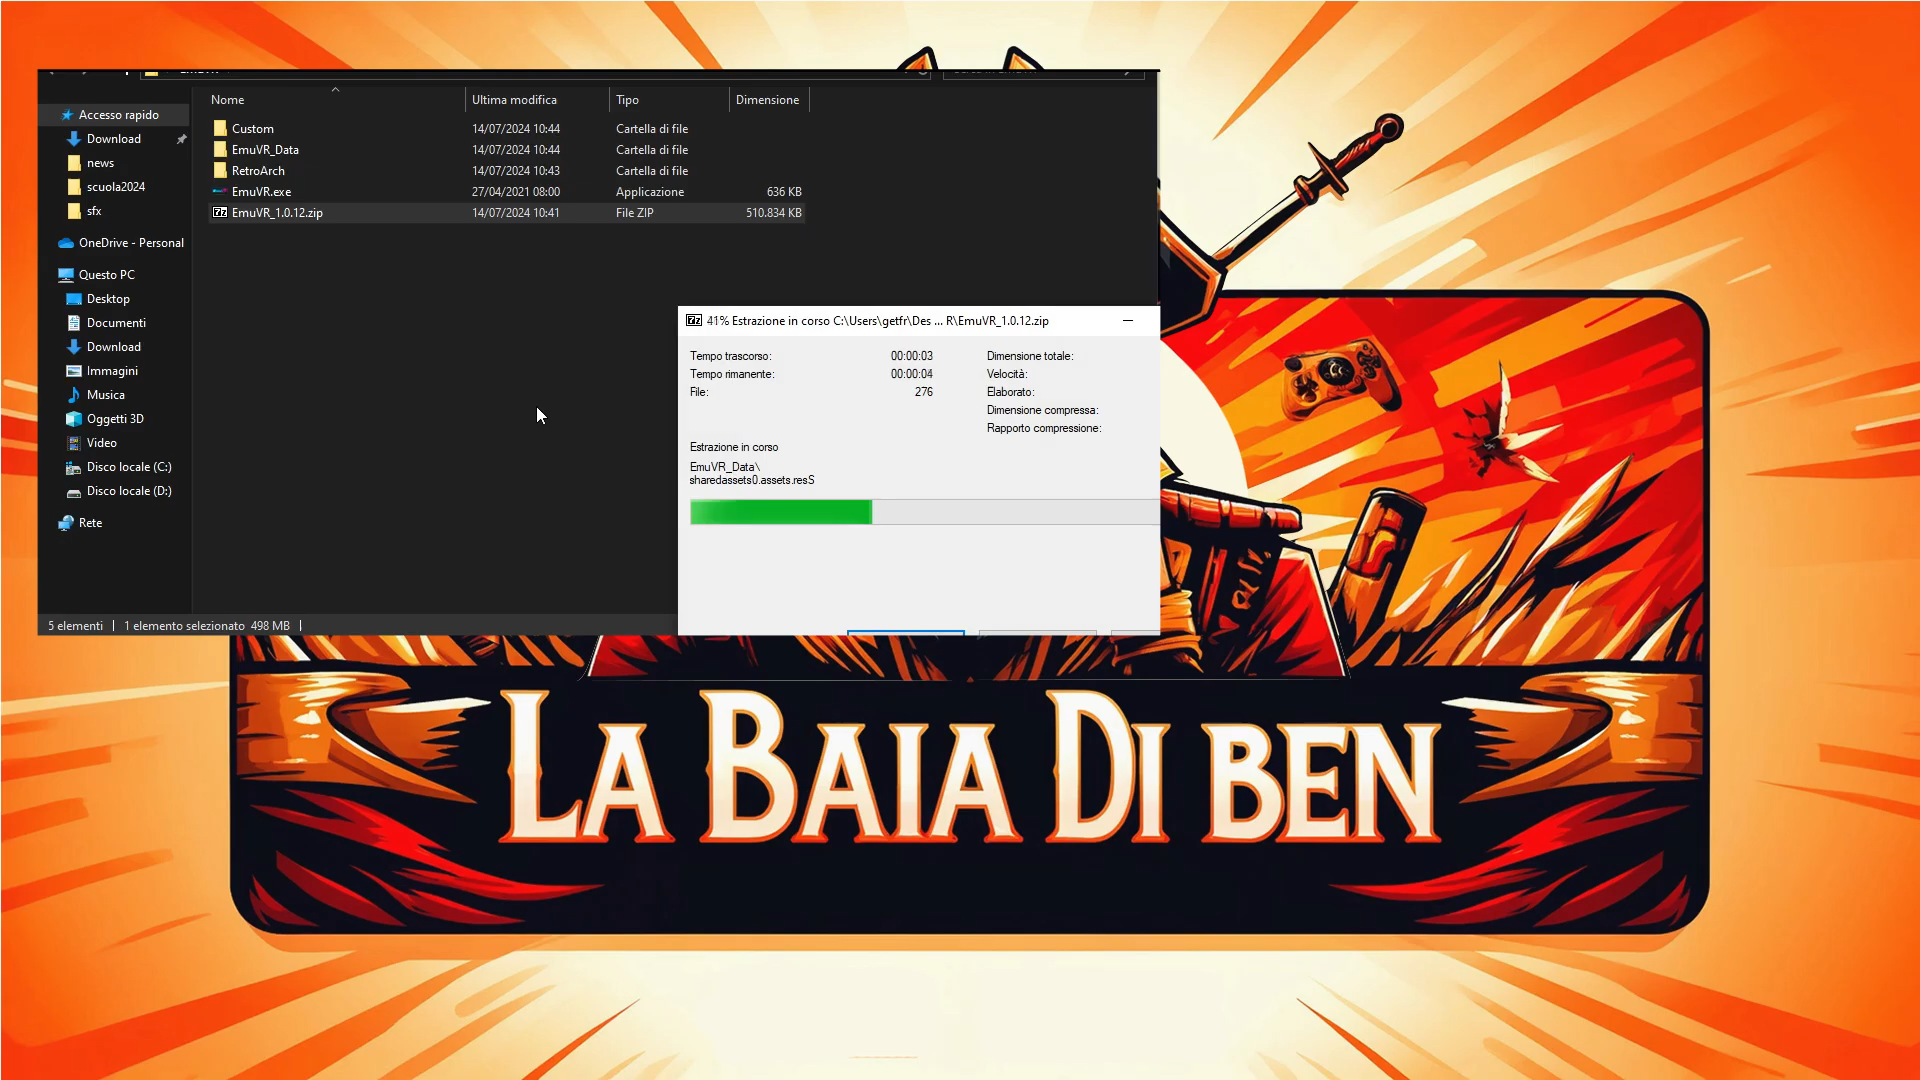 Nome Ultima modifica Tipo Dimensione
Custom 14/07/2024 10:44 Cartella di file
EmuVR_Data 14/07/2024 10:44 Cartella di file
RetroArch 14/07/2024 10:43 Cartella di file
EmuVR.exe 27/04/2021 08:00 Applicazione 636 KB
EmuVR_1.0.12.zip 14/07/2024 10:41 File ZIP 510.834 KB
Accesso rapido
Download
news
scuola2024
sfx
OneDrive - Personal
Questo PC
Desktop
Documenti
Download
Immagini
Musica
Oggetti 3D
Video
Disco locale (C:)
Disco locale (D:)
Rete
5 elementi 1 elemento selezionato 498 MB
41% Estrazione in corso C:\Users\getfr\Des ... R\EmuVR_1.0.12.zip
Tempo trascorso: 00:00:03 Dimensione totale:
Tempo rimanente: 00:00:04 Velocità:
File: 276 Elaborato:
Dimensione compressa:
Rapporto compressione:
Estrazione in corso
EmuVR_Data\
sharedassets0.assets.resS
LA BAIA DI BEN